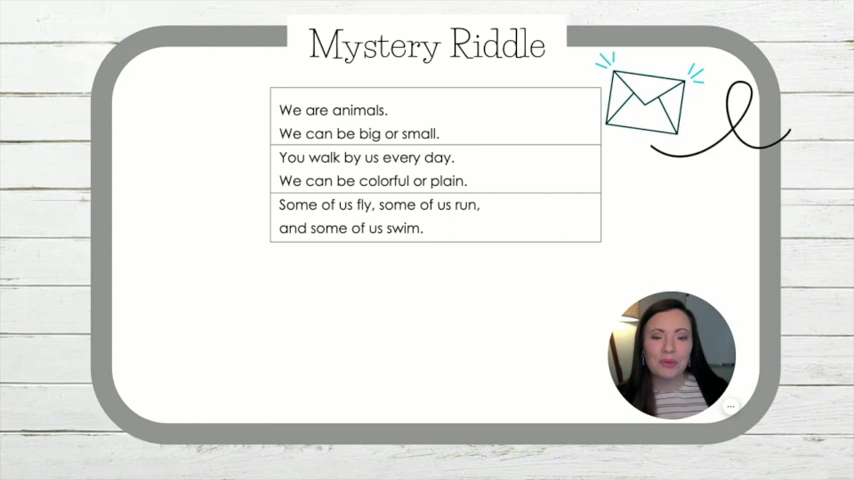 Mystery Riddle
We are animals.
We can be big or small.
You walk by us every day.
We can be colorful or plain.
Some of us fly, some of us run,
and some of us swim.